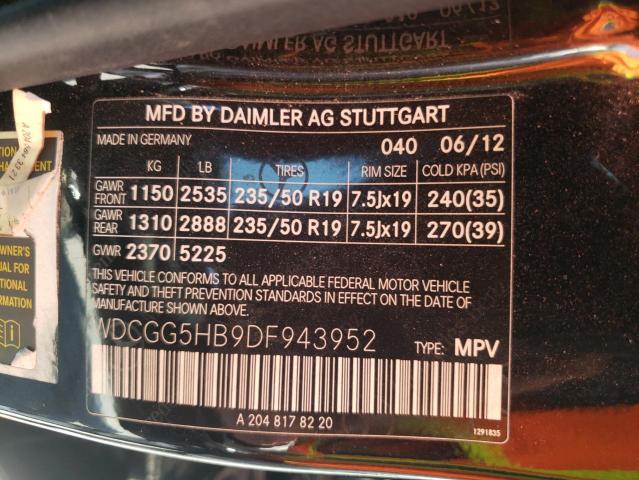 MFD BY DAIMLER AG STUTTGART
MADE IN GERMANY 040 06/12
KG LB TIRES RIM SIZE COLD KPA (PSI)
GAWR FRONT 1150 2535 235/50 R19 7.5Jx19 240(35)
GAWR REAR 1310 2888 235/50 R19 7.5Jx19 270(39)
GVWR 2370 5225
THIS VEHICLE CONFORMS TO ALL APPLICABLE FEDERAL MOTOR VEHICLE
SAFETY AND THEFT PREVENTION STANDARDS IN EFFECT ON THE DATE OF
MANUFACTURE SHOWN ABOVE.
WDCGG5HB9DF943952 TYPE: MPV
A 204 817 82 20
1291835